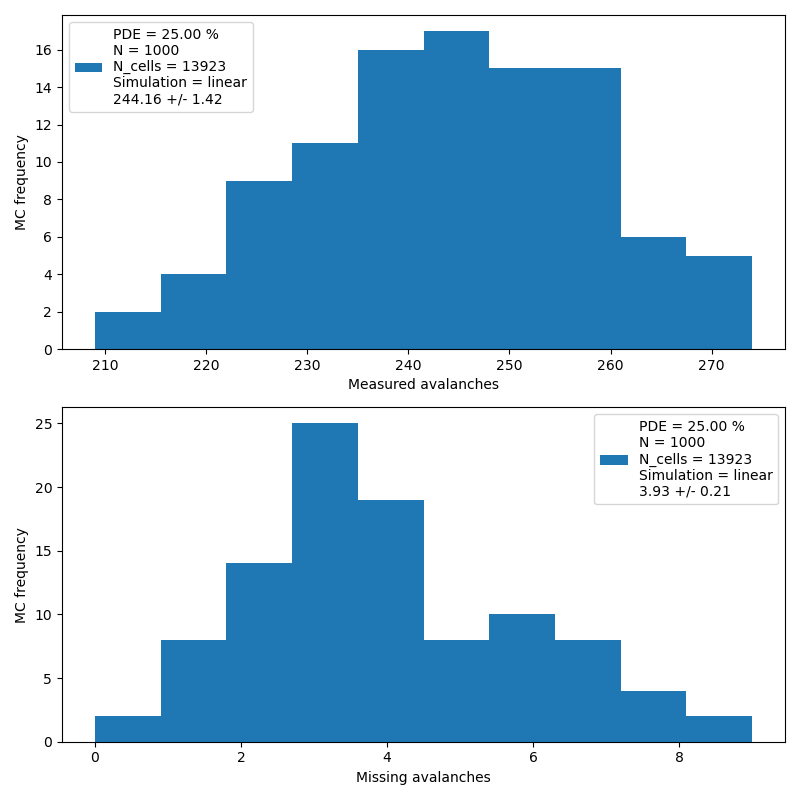 PDE = 25.00 %
N = 1000
N_cells = 13923
Simulation = linear
244.16 +/- 1.42
MC frequency
16
14
12
10
8
6
4
2
0
210 220 230 240 250 260 270
Measured avalanches
PDE = 25.00 %
N = 1000
N_cells = 13923
Simulation = linear
3.93 +/- 0.21
MC frequency
25
20
15
10
5
0
0 2 4 6 8
Missing avalanches